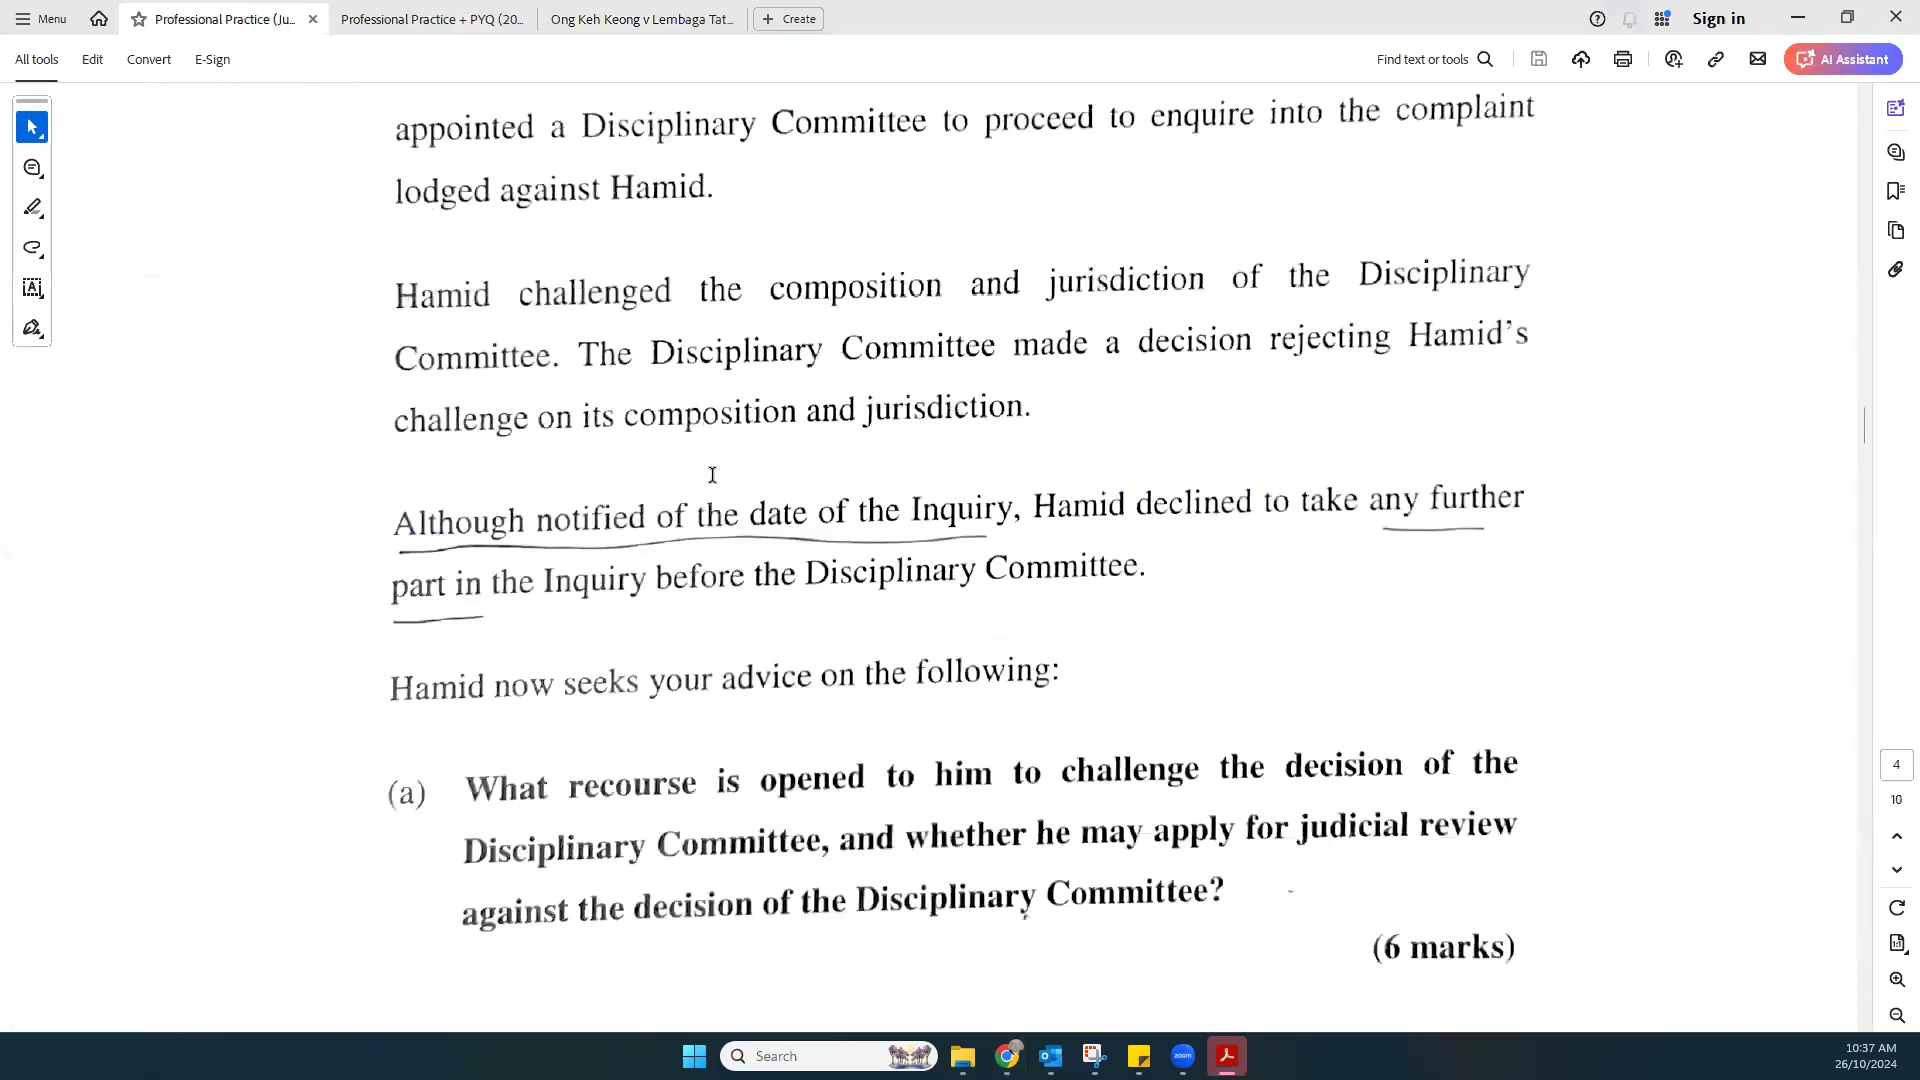 Professional Practice (Ju...
Professional Practice + PYQ (20...
Ong Keh Keong v Lembaga Tat...
+ Create
Sign in
Menu
All tools
Edit
Convert
E-Sign
Find text or tools
AI Assistant
appointed a Disciplinary Committee to proceed to enquire into the complaint
lodged against Hamid.
Hamid challenged the composition and jurisdiction of the Disciplinary
Committee. The Disciplinary Committee made a decision rejecting Hamid's
challenge on its composition and jurisdiction.
Although notified of the date of the Inquiry, Hamid declined to take any further
part in the Inquiry before the Disciplinary Committee.
Hamid now seeks your advice on the following:
(a) What recourse is opened to him to challenge the decision of the
Disciplinary Committee, and whether he may apply for judicial review
against the decision of the Disciplinary Committee?
(6 marks)
4
10
Search
zoom
10:37 AM
26/10/2024